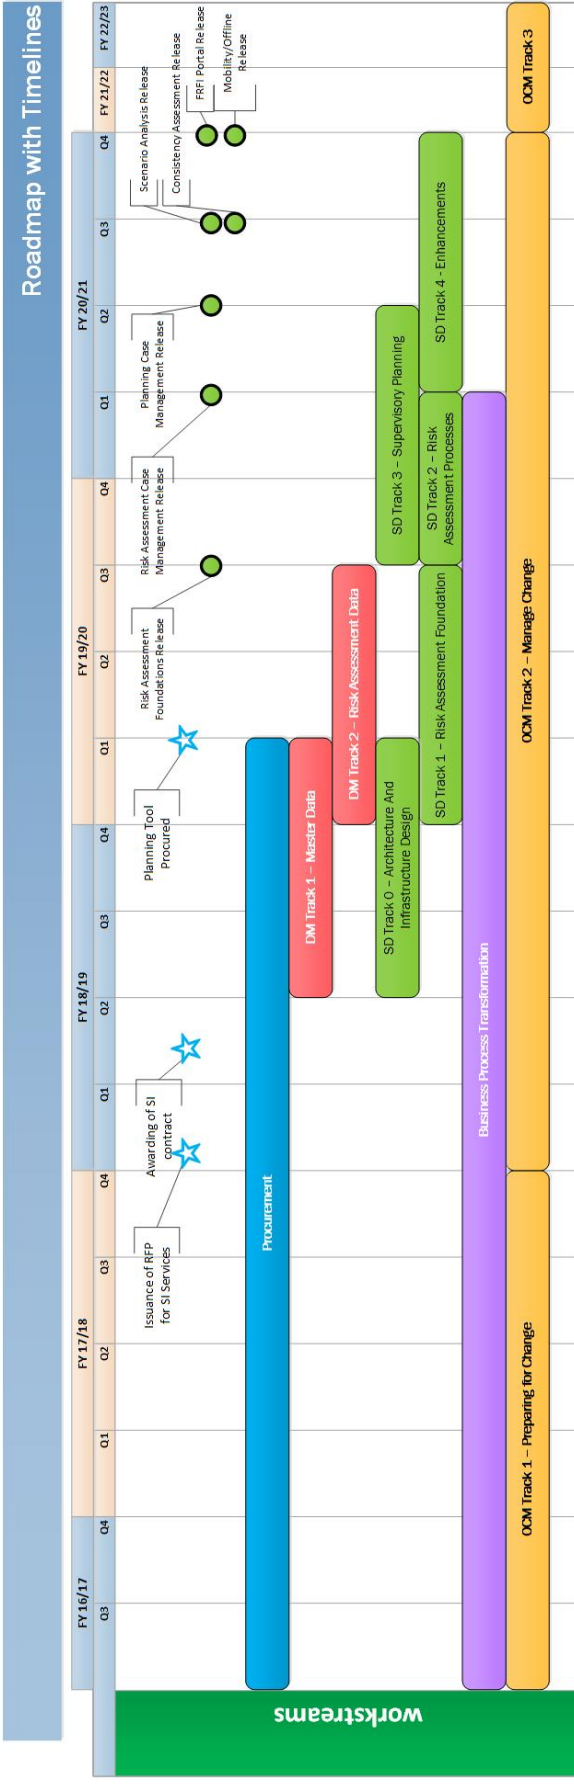 Roadmap with Timelines
FY 16/17
FY 17/18
FY 18/19
FY 19/20
FY 20/21
FY 21/22
FY 22/23
Q3
Q4
Q1
Q2
Q3
Q4
Q1
Q2
Q3
Q4
Q1
Q2
Q3
Q4
Q1
Q2
Q3
Q4
workstreams
Issuance of RFP
for SI Services
Awarding of SI
contract
Planning Tool
Procured
Risk Assessment
Foundations Release
Risk Assessment Case
Management Release
Planning Case
Management Release
Scenario Analysis Release
Consistency Assessment Release
FRFI Portal Release
Mobility/Offline
Release
Procurement
DM Track 1 – Master Data
DM Track 2 – Risk Assessment Data
SD Track 0 – Architecture And
Infrastructure Design
SD Track 3 – Supervisory Planning
SD Track 1 – Risk Assessment Foundation
SD Track 2 – Risk
Assessment Processes
SD Track 4 - Enhancements
Business Process Transformation
OCM Track 1 – Preparing for Change
OCM Track 2 – Manage Change
OCM Track 3